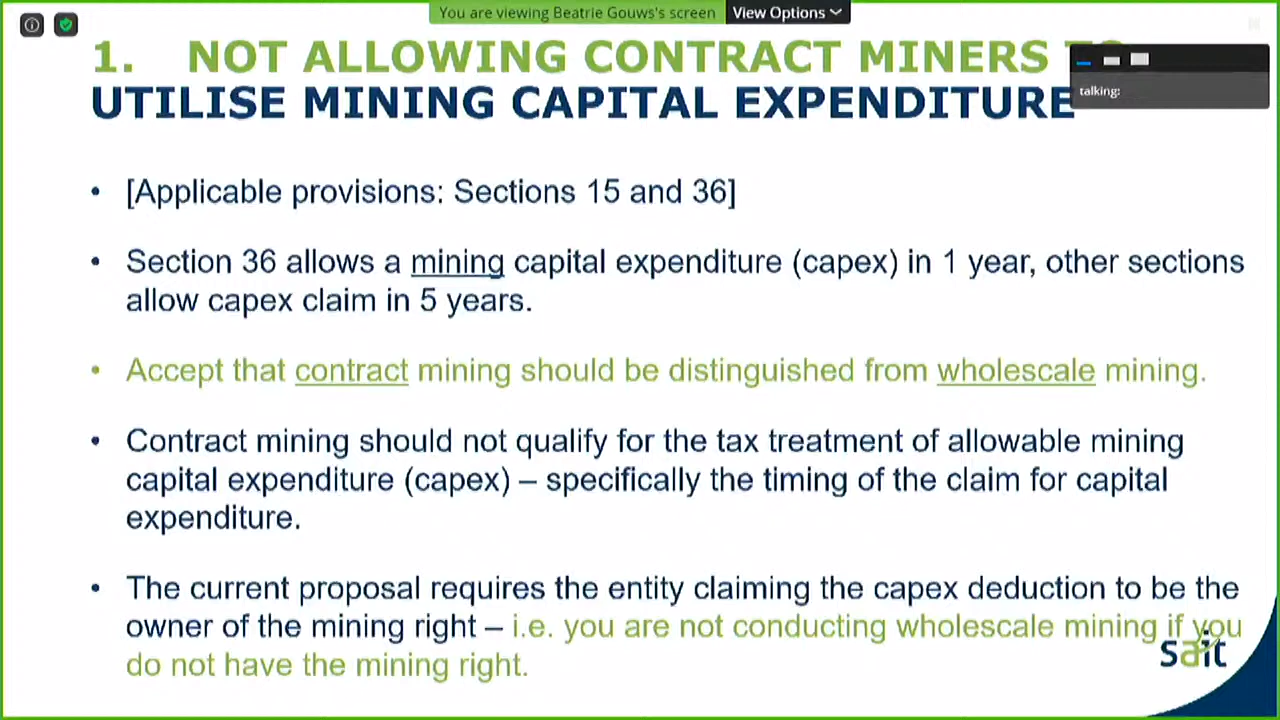 You are viewing Beatrie Gouws's screen View Options
1. NOT ALLOWING CONTRACT MINERS TO
talking:
UTILISE MINING CAPITAL EXPENDITURE
• [Applicable provisions: Sections 15 and 36]
• Section 36 allows a mining capital expenditure (capex) in 1 year, other sections
allow capex claim in 5 years.
• Accept that contract mining should be distinguished from wholescale mining.
• Contract mining should not qualify for the tax treatment of allowable mining
capital expenditure (capex) – specifically the timing of the claim for capital
expenditure.
• The current proposal requires the entity claiming the capex deduction to be the
owner of the mining right – i.e. you are not conducting wholescale mining if you
do not have the mining right.
sait